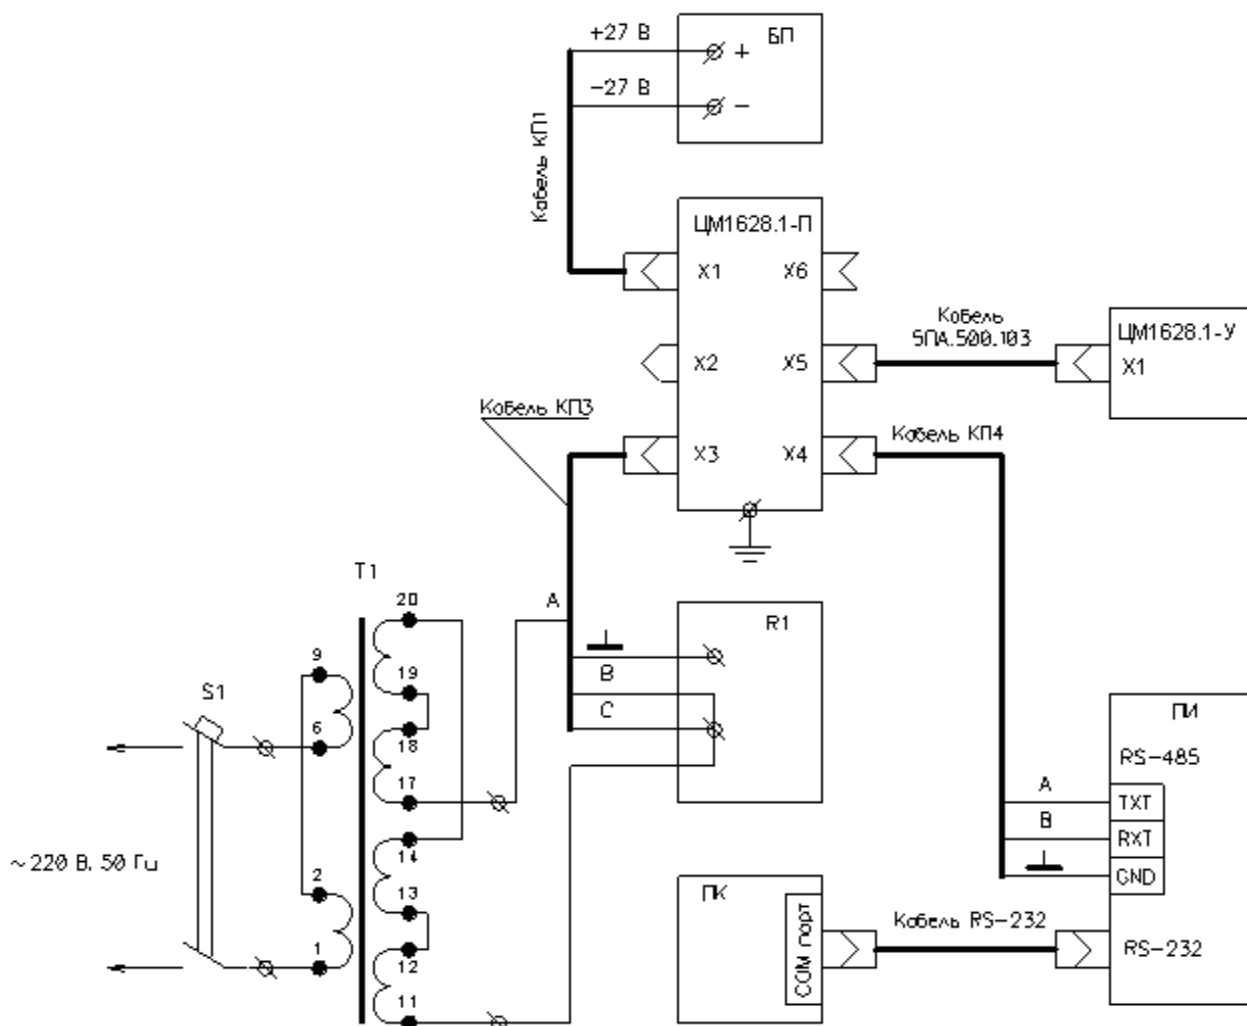 +27 В
БП
+
-27 В
-
Кабель КП1
ЦМ1628.1-П
X1
X6
Кабель
5ПА.500.103
ЦМ1628.1-У
X2
X5
X1
Кабель КП3
Кабель КП4
X3
X4
T1
20
A
R1
9
19
B
S1
C
6
18
ПИ
17
RS-485
A
TXT
B
RXT
14
~220 В, 50 Гц
2
13
GND
ПК
COM порт
Кабель RS-232
RS-232
1
12
11